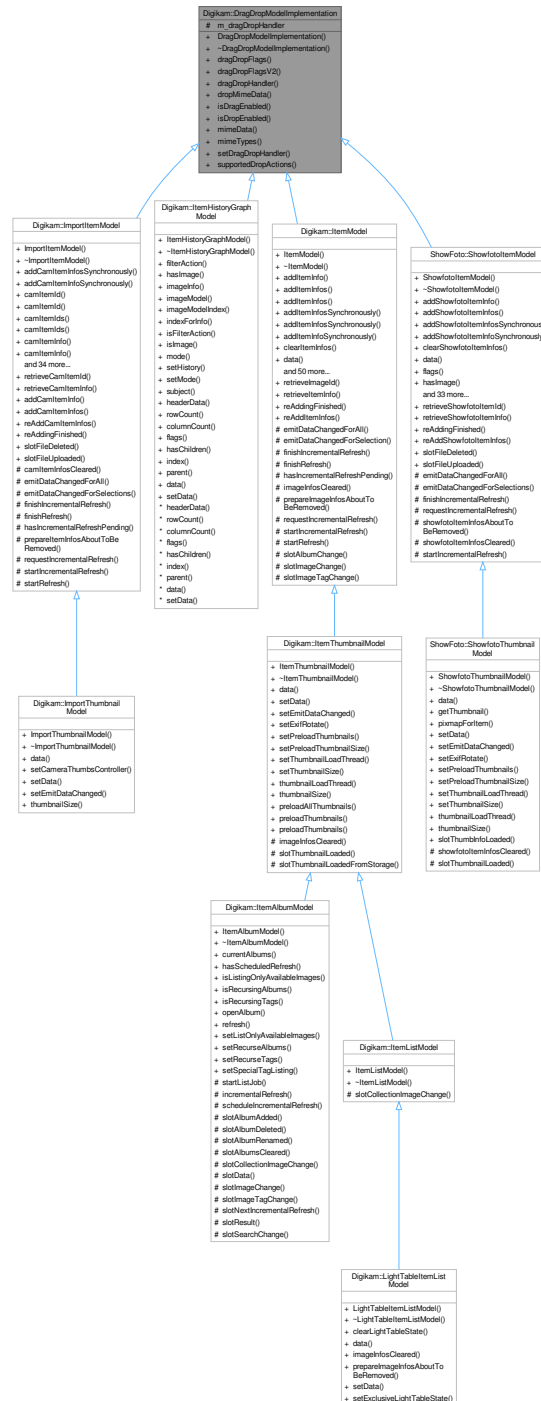 Digikam::DragDropModelImplementation
# m_dragDropHandler
+ DragDropModelImplementation()
+ ~DragDropModelImplementation()
+ dragDropFlags()
+ dragDropFlagsV2()
+ dragDropHandler()
+ dropMimeData()
+ isDragEnabled()
+ isDropEnabled()
+ mimeData()
+ mimeTypes()
+ setDragDropHandler()
+ supportedDropActions()
Digikam::ImportItemModel
+ ImportItemModel()
+ ~ImportItemModel()
+ addCamItemInfosSynchronously()
+ addCamItemInfoSynchronously()
+ camItemId()
+ camItemId()
+ camItemIds()
+ camItemIds()
+ camItemInfo()
+ camItemInfo()
and 34 more...
+ retrieveCamItemId()
+ retrieveCamItemInfo()
+ addCamItemInfo()
+ addCamItemInfos()
+ reAddCamItemInfos()
+ reAddingFinished()
+ slotFileDeleted()
+ slotFileUploaded()
# camItemInfosCleared()
# emitDataChangedForAll()
# emitDataChangedForSelections()
# finishIncrementalRefresh()
# finishRefresh()
# hasIncrementalRefreshPending()
# prepareItemInfosAboutToBe
Removed()
# requestIncrementalRefresh()
# startIncrementalRefresh()
# startRefresh()
Digikam::ItemHistoryGraph
Model
+ ItemHistoryGraphModel()
+ ~ItemHistoryGraphModel()
+ filterAction()
+ hasImage()
+ imageInfo()
+ imageModel()
+ imageModelIndex()
+ indexForInfo()
+ isFilterAction()
+ isImage()
+ mode()
+ setHistory()
+ setMode()
+ subject()
* headerData()
* rowCount()
* columnCount()
* flags()
* hasChildren()
* index()
* parent()
* data()
* setData()
* headerData()
* rowCount()
* columnCount()
* flags()
* hasChildren()
* index()
* parent()
* data()
* setData()
Digikam::ItemModel
+ ItemModel()
+ ~ItemModel()
+ addItemInfo()
+ addItemInfos()
+ addItemInfos()
+ addItemInfosSynchronously()
+ addItemInfoSynchronously()
+ addItemInfoSynchronously()
+ clearItemInfos()
+ data()
and 50 more...
+ retrieveImageId()
+ retrieveItemInfo()
+ reAddingFinished()
+ reAddItemInfos()
# emitDataChangedForAll()
# emitDataChangedForSelection()
# finishIncrementalRefresh()
# finishRefresh()
# hasIncrementalRefreshPending()
# imageInfosCleared()
# prepareImageInfosAboutTo
BeRemoved()
# requestIncrementalRefresh()
# startIncrementalRefresh()
# startRefresh()
# slotAlbumChange()
# slotImageChange()
# slotImageTagChange()
ShowFoto::ShowfotoItemModel
+ ShowfotoItemModel()
+ ~ShowfotoItemModel()
+ addShowfotoItemInfo()
+ addShowfotoItemInfos()
+ addShowfotoItemInfosSynchronous
+ addShowfotoItemInfoSynchronously
+ clearShowfotoItemInfos()
+ data()
+ flags()
+ hasImage()
and 33 more...
+ retrieveShowfotoItemId()
+ retrieveShowfotoItemInfo()
+ reAddingFinished()
+ reAddShowfotoItemInfos()
+ slotFileDeleted()
+ slotFileUploaded()
# emitDataChangedForAll()
# emitDataChangedForSelections()
# finishIncrementalRefresh()
# requestIncrementalRefresh()
# showfotoItemInfosAboutTo
BeRemoved()
# showfotoItemInfosCleared()
# startIncrementalRefresh()
Digikam::ImportThumbnail
Model
+ ImportThumbnailModel()
+ ~ImportThumbnailModel()
+ data()
+ setCameraThumbsController()
+ setData()
+ setEmitDataChanged()
+ thumbnailSize()
Digikam::ItemThumbnailModel
+ ItemThumbnailModel()
+ ~ItemThumbnailModel()
+ data()
+ setData()
+ setEmitDataChanged()
+ setExifRotate()
+ setPreloadThumbnails()
+ setPreloadThumbnailSize()
+ setThumbnailLoadThread()
+ setThumbnailSize()
+ thumbnailLoadThread()
+ thumbnailSize()
+ preloadAllThumbnails()
+ preloadThumbnails()
+ preloadThumbnails()
# imageInfosCleared()
# slotThumbnailLoaded()
# slotThumbnailLoadedFromStorage()
ShowFoto::ShowfotoThumbnail
Model
+ ShowfotoThumbnailModel()
+ ~ShowfotoThumbnailModel()
+ data()
+ getThumbnail()
+ pixmapForItem()
+ setData()
+ setEmitDataChanged()
+ setExifRotate()
+ setPreloadThumbnails()
+ setPreloadThumbnailSize()
+ setThumbnailLoadThread()
+ setThumbnailSize()
+ thumbnailLoadThread()
+ thumbnailSize()
+ slotThumbInfoLoaded()
# showfotoItemInfosCleared()
# slotThumbnailLoaded()
Digikam::ItemAlbumModel
+ ItemAlbumModel()
+ ~ItemAlbumModel()
+ currentAlbums()
+ hasScheduledRefresh()
+ isListingOnlyAvailableImages()
+ isRecursingAlbums()
+ isRecursingTags()
+ openAlbum()
+ refresh()
+ setListOnlyAvailableImages()
+ setRecurseAlbums()
+ setRecurseTags()
+ setSpecialTagListing()
# startListJob()
# incrementalRefresh()
# scheduleIncrementalRefresh()
# slotAlbumAdded()
# slotAlbumDeleted()
# slotAlbumRenamed()
# slotAlbumsCleared()
# slotCollectionImageChange()
# slotData()
# slotImageChange()
# slotImageTagChange()
# slotNextIncrementalRefresh()
# slotResult()
# slotSearchChange()
Digikam::ItemListModel
+ ItemListModel()
+ ~ItemListModel()
# slotCollectionImageChange()
Digikam::LightTableItemList
Model
+ LightTableItemListModel()
+ ~LightTableItemListModel()
+ clearLightTableState()
+ data()
+ imageInfosCleared()
+ prepareImageInfosAboutTo
BeRemoved()
+ setData()
+ setExclusiveLightTableState()